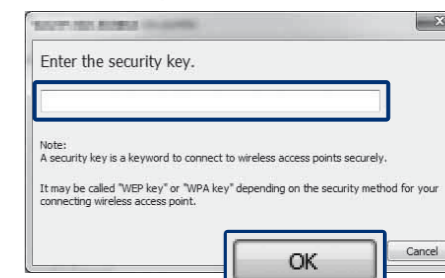 Enter the security key.
Note:
A security key is a keyword to connect to wireless access points securely.
It may be called "WEP key" or "WPA key" depending on the security method for your
connecting wireless access point.
OK
Cancel